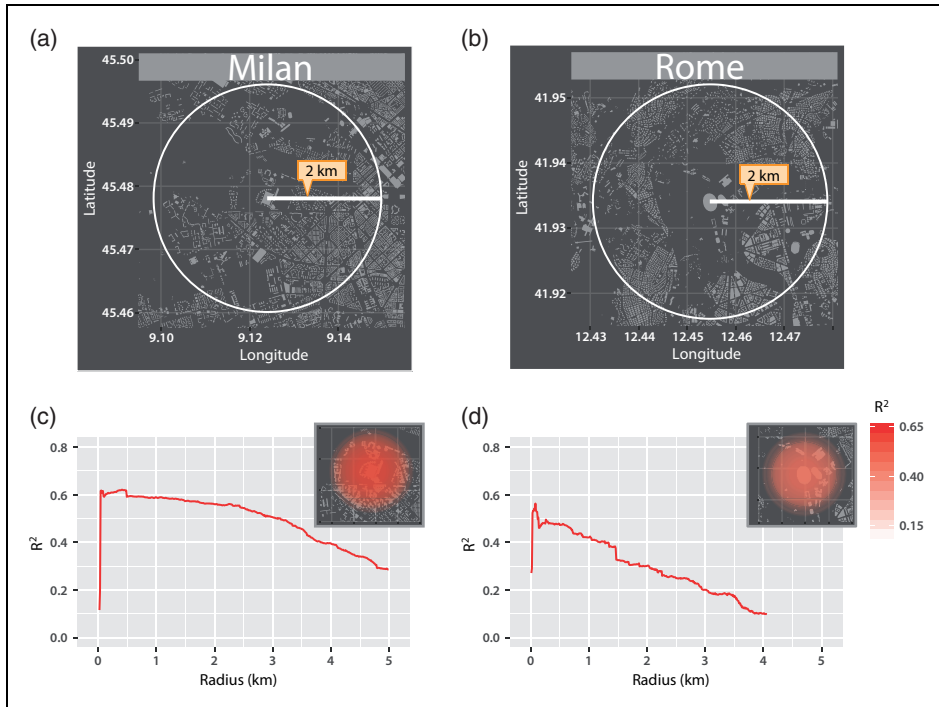 (a)
Milan
45.50
45.49
45.48
45.47
45.46
Latitude
2 km
9.10
9.12
9.14
Longitude
(b)
Rome
41.95
41.94
41.93
41.92
Latitude
2 km
12.43
12.44
12.45
12.46
12.47
Longitude
(c)
0.8
0.6
0.4
0.2
0.0
R²
0
1
2
3
4
5
Radius (km)
(d)
0.8
0.6
0.4
0.2
0.0
R²
0
1
2
3
4
5
Radius (km)
R²
0.65
0.40
0.15